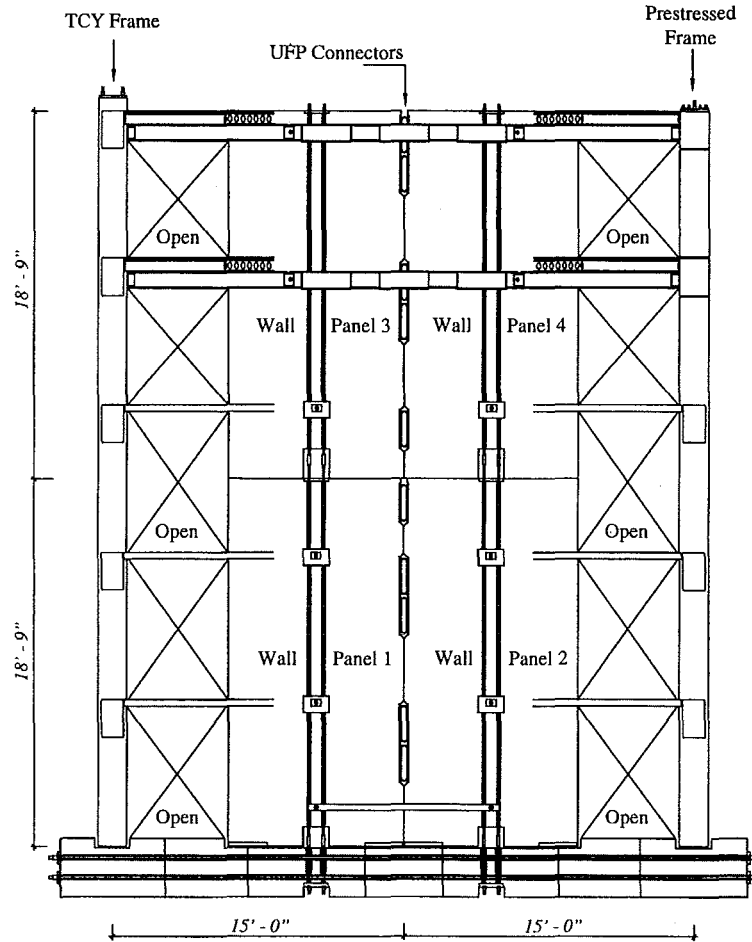 TCY Frame
Prestressed
Frame
UFP Connectors
18' - 9"
Open
Open
Wall Panel 3 Wall Panel 4
Open
Open
18' - 9"
Wall Panel 1 Wall Panel 2
Open
Open
15' - 0" 15' - 0"